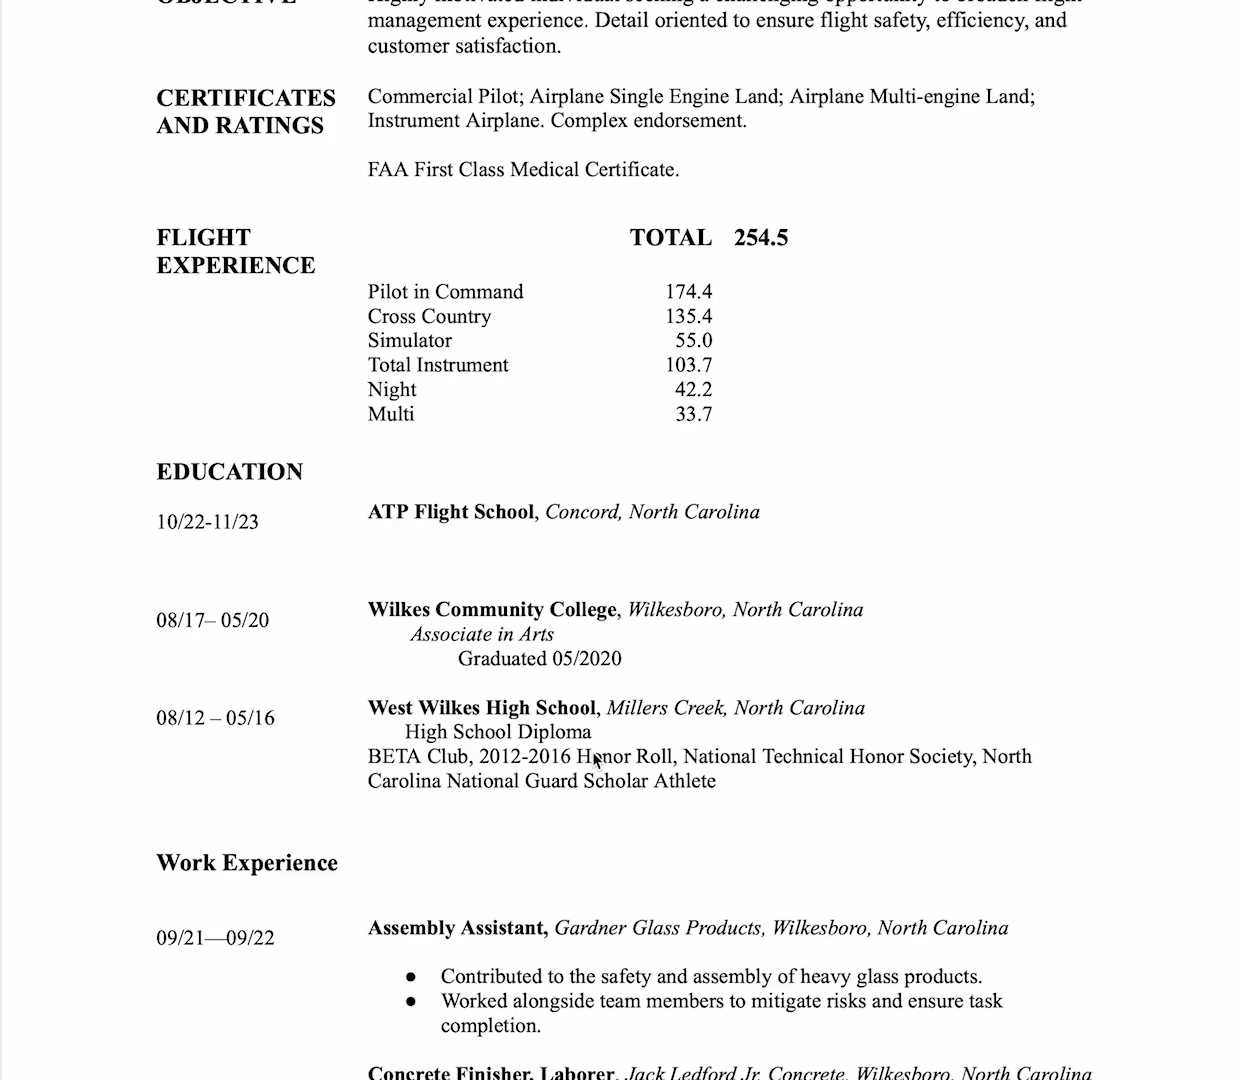 OBJECTIVE Highly motivated individual seeking a challenging opportunity to broaden flight
management experience. Detail oriented to ensure flight safety, efficiency, and
customer satisfaction.
CERTIFICATES Commercial Pilot; Airplane Single Engine Land; Airplane Multi-engine Land;
AND RATINGS Instrument Airplane. Complex endorsement.
FAA First Class Medical Certificate.
FLIGHT TOTAL 254.5
EXPERIENCE
Pilot in Command 174.4
Cross Country 135.4
Simulator 55.0
Total Instrument 103.7
Night 42.2
Multi 33.7
EDUCATION
10/22-11/23 ATP Flight School, Concord, North Carolina
08/17– 05/20 Wilkes Community College, Wilkesboro, North Carolina
Associate in Arts
Graduated 05/2020
08/12 – 05/16 West Wilkes High School, Millers Creek, North Carolina
High School Diploma
BETA Club, 2012-2016 Honor Roll, National Technical Honor Society, North
Carolina National Guard Scholar Athlete
Work Experience
09/21—09/22 Assembly Assistant, Gardner Glass Products, Wilkesboro, North Carolina
● Contributed to the safety and assembly of heavy glass products.
● Worked alongside team members to mitigate risks and ensure task
completion.
Concrete Finisher, Laborer, Jack Ledford Jr. Concrete, Wilkesboro, North Carolina